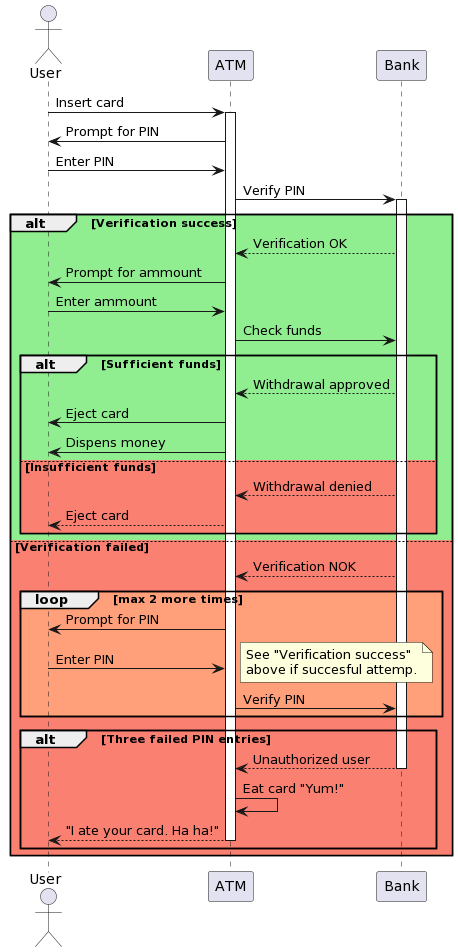 User
ATM
Bank
Insert card
Prompt for PIN
Enter PIN
Verify PIN
alt [Verification success]
Verification OK
Prompt for ammount
Enter ammount
Check funds
alt [Sufficient funds]
Withdrawal approved
Eject card
Dispens money
[Insufficient funds]
Withdrawal denied
Eject card
[Verification failed]
Verification NOK
loop [max 2 more times]
Prompt for PIN
See "Verification success"
above if succesful attemp.
Enter PIN
Verify PIN
alt [Three failed PIN entries]
Unauthorized user
Eat card "Yum!"
"I ate your card. Ha ha!"
User
ATM
Bank